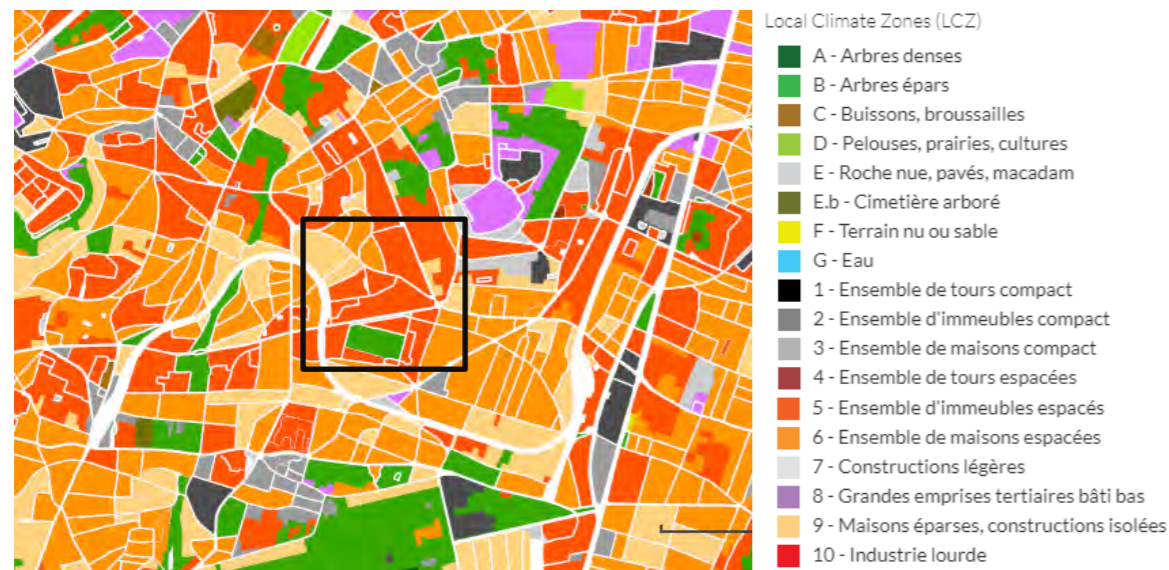 Local Climate Zones (LCZ)
A - Arbres denses
B - Arbres épars
C - Buissons, broussailles
D - Pelouses, prairies, cultures
E - Roche nue, pavés, macadam
E.b - Cimetière arboré
F - Terrain nu ou sable
G - Eau
1 - Ensemble de tours compact
2 - Ensemble d'immeubles compact
3 - Ensemble de maisons compact
4 - Ensemble de tours espacées
5 - Ensemble d'immeubles espacés
6 - Ensemble de maisons espacées
7 - Constructions légères
8 - Grandes emprises tertiaires bâti bas
9 - Maisons éparses, constructions isolées
10 - Industrie lourde